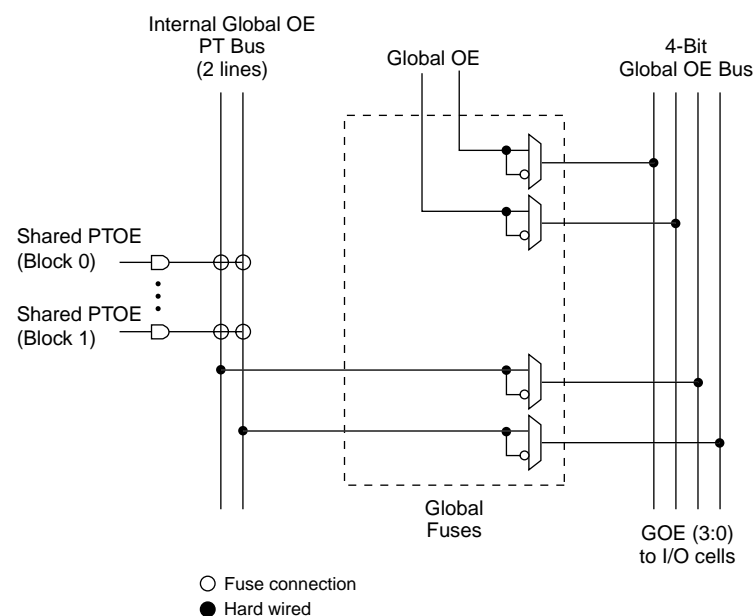 Internal Global OE
PT Bus
(2 lines)
Global OE
4-Bit
Global OE Bus
Shared PTOE
(Block 0)
Shared PTOE
(Block 1)
Global
Fuses
GOE (3:0)
to I/O cells
Fuse connection
Hard wired